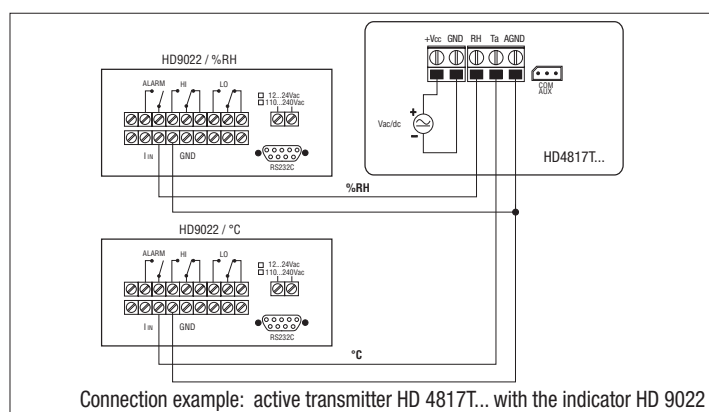 HD9022 / %RH
ALARM HI LO
12...24Vac
110...240Vac
I IN GND
RS232C
%RH
+Vcc GND RH Ta AGND
COM
AUX
Vac/dc
+
-
HD4817T...
HD9022 / °C
ALARM HI LO
12...24Vac
110...240Vac
I IN GND
RS232C
°C
Connection example: active transmitter HD 4817T... with the indicator HD 9022